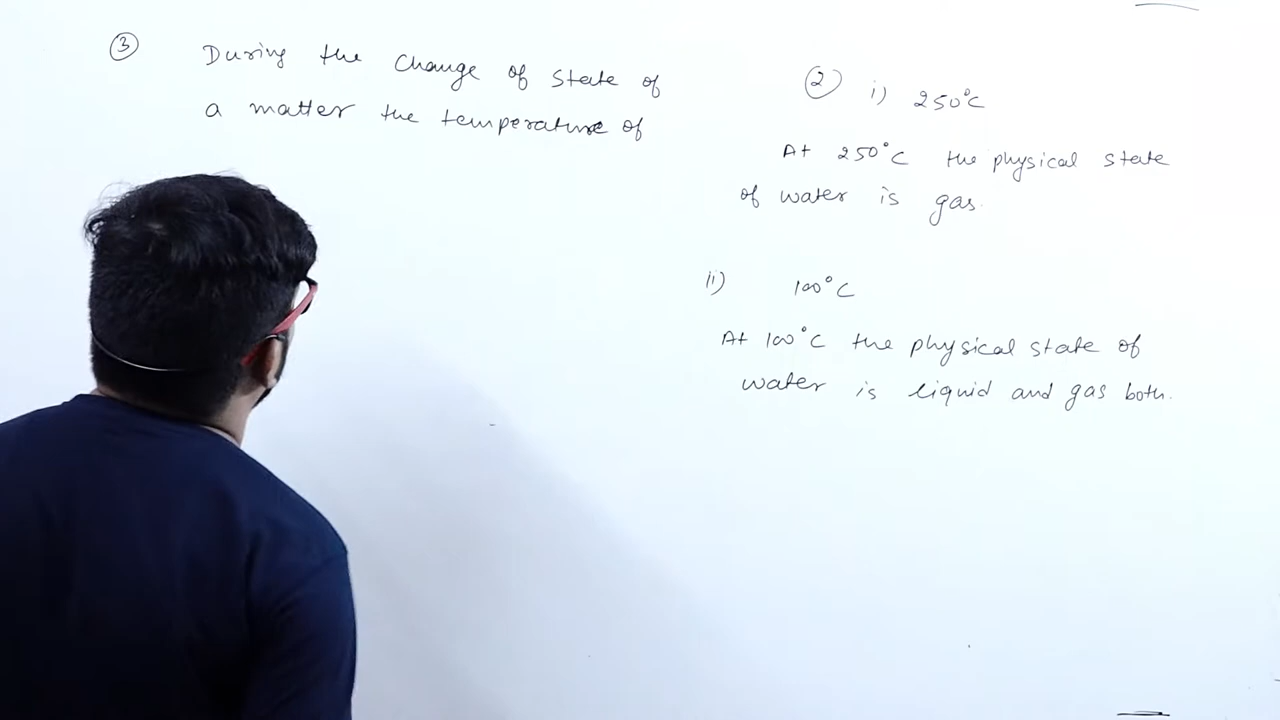 ③ During the change of state of
a matter the temperature of
② i) 250°C
At 250°C the physical state
of water is gas.
ii) 100°C
At 100°C the physical state of
water is liquid and gas both.